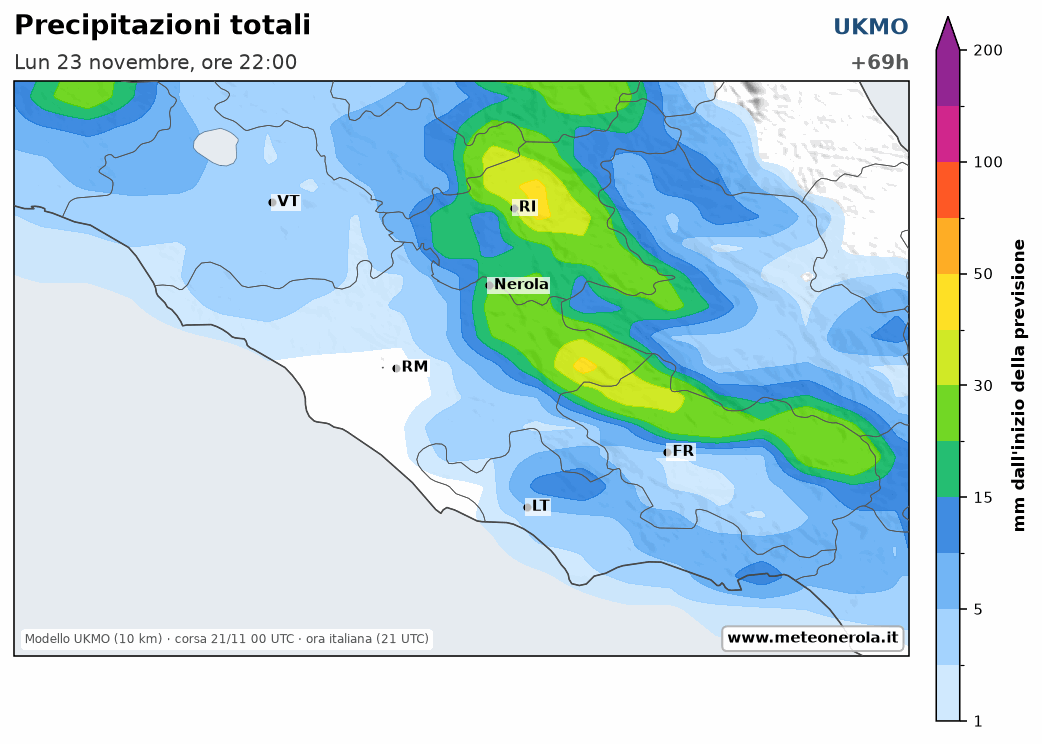 Precipitazioni totali
UKMO
Lun 23 novembre, ore 22:00
+69h
200
100
50
30
15
5
1
mm dall'inizio della previsione
VT
RI
Nerola
RM
FR
LT
Modello UKMO (10 km) · corsa 21/11 00 UTC · ora italiana (21 UTC)
www.meteonerola.it